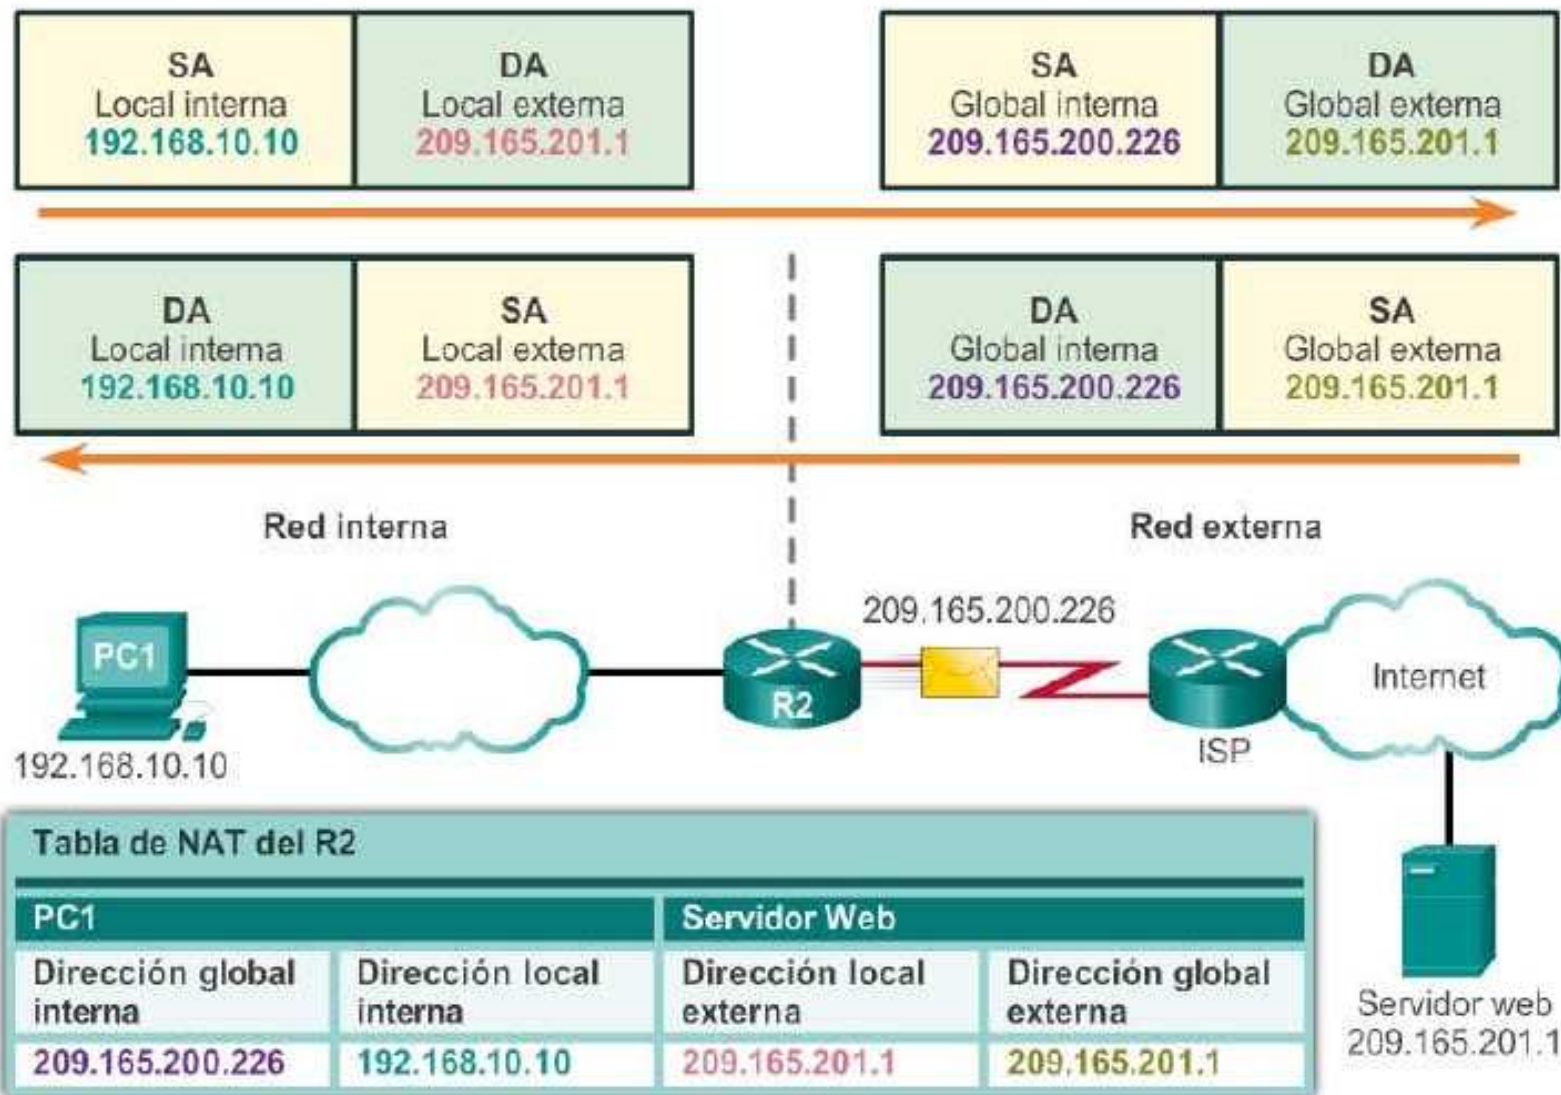 SA
Local interna
192.168.10.10
DA
Local externa
209.165.201.1
SA
Global interna
209.165.200.226
DA
Global externa
209.165.201.1
DA
Local interna
192.168.10.10
SA
Local externa
209.165.201.1
DA
Global interna
209.165.200.226
SA
Global externa
209.165.201.1
Red interna
Red externa
209.165.200.226
PC1
R2
Internet
ISP
192.168.10.10
Tabla de NAT del R2
PC1
Servidor Web
Dirección global
interna
Dirección local
interna
Dirección local
externa
Dirección global
externa
209.165.200.226
192.168.10.10
209.165.201.1
209.165.201.1
Servidor web
209.165.201.1